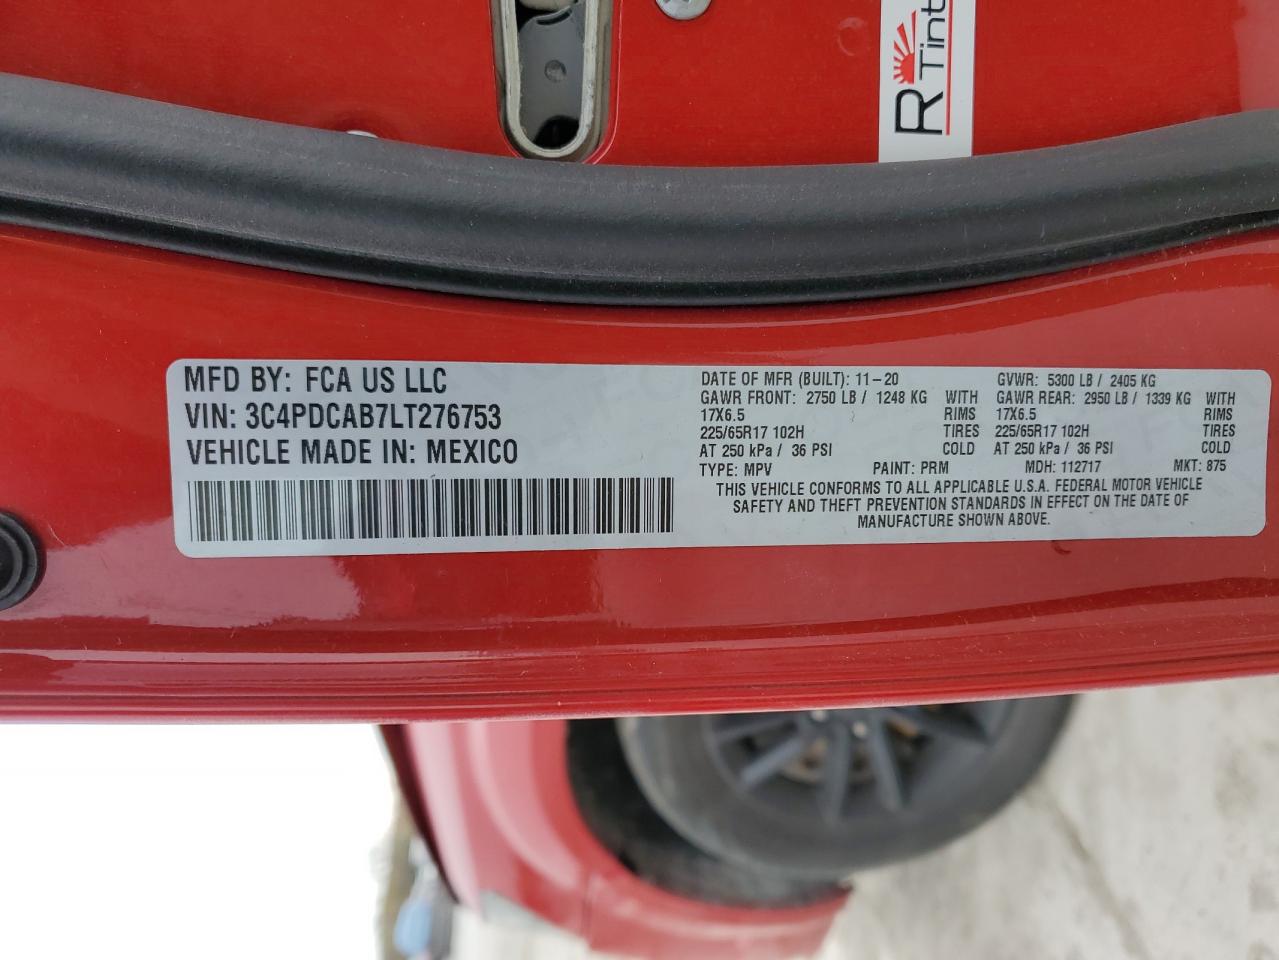 R Tint
MFD BY: FCA US LLC
VIN: 3C4PDCAB7LT276753
VEHICLE MADE IN: MEXICO
DATE OF MFR (BUILT): 11-20 GVWR: 5300 LB / 2405 KG
GAWR FRONT: 2750 LB / 1248 KG WITH GAWR REAR: 2950 LB / 1339 KG WITH
17X6.5 RIMS 17X6.5 RIMS
225/65R17 102H TIRES 225/65R17 102H TIRES
AT 250 kPa / 36 PSI COLD AT 250 kPa / 36 PSI COLD
TYPE: MPV PAINT: PRM MDH: 112717 MKT: 875
THIS VEHICLE CONFORMS TO ALL APPLICABLE U.S.A. FEDERAL MOTOR VEHICLE
SAFETY AND THEFT PREVENTION STANDARDS IN EFFECT ON THE DATE OF
MANUFACTURE SHOWN ABOVE.